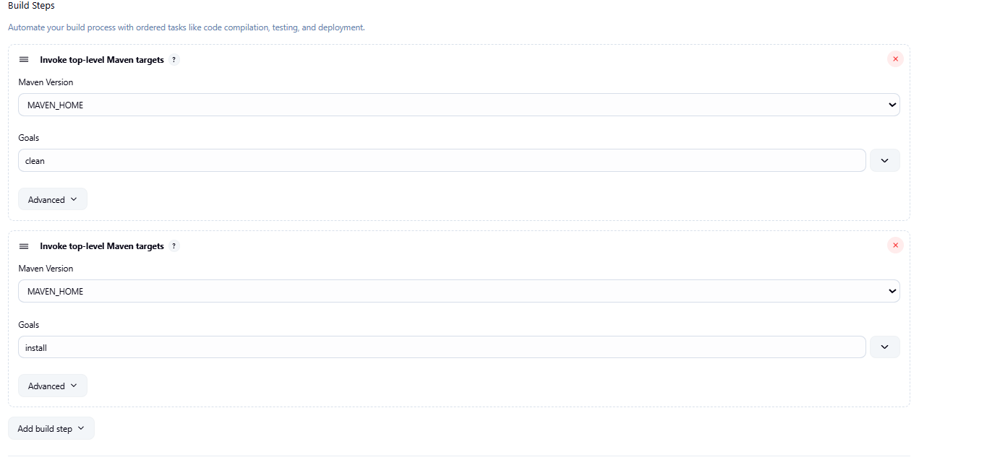 Build Steps
Automate your build process with ordered tasks like code compilation, testing, and deployment.
Invoke top-level Maven targets ?
Maven Version
MAVEN_HOME
Goals
clean
Advanced
Invoke top-level Maven targets ?
Maven Version
MAVEN_HOME
Goals
install
Advanced
Add build step